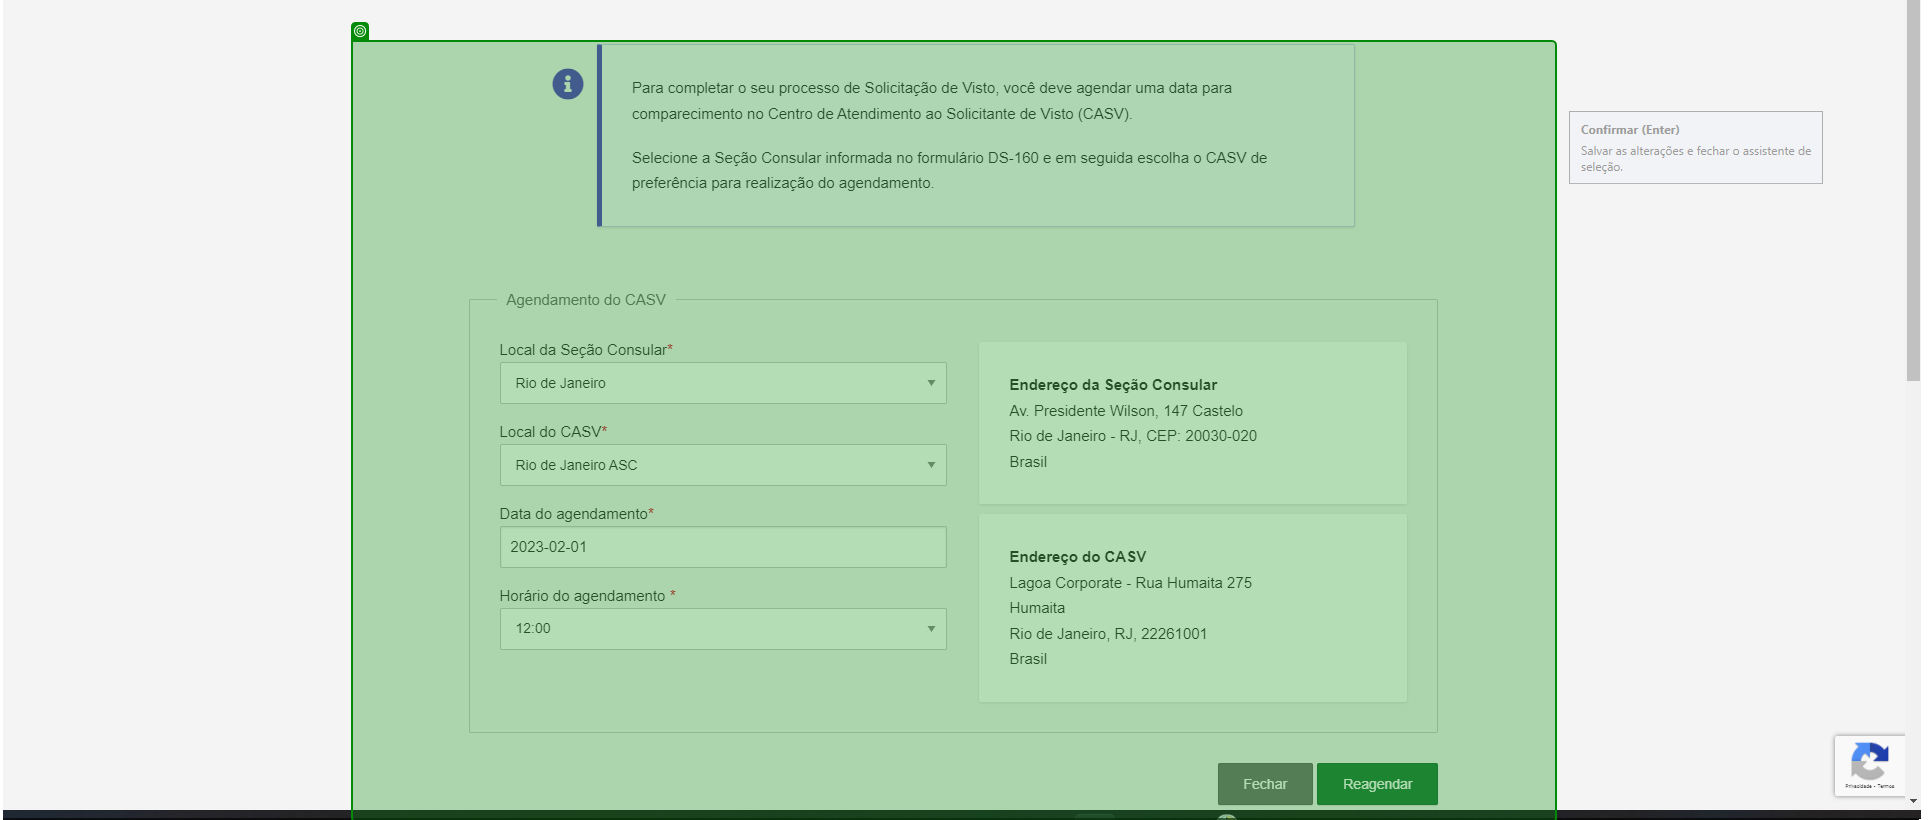 Para completar o seu processo de Solicitação de Visto, você deve agendar uma data para
comparecimento no Centro de Atendimento ao Solicitante de Visto (CASV).
Selecione a Seção Consular informada no formulário DS-160 e em seguida escolha o CASV de
preferência para realização do agendamento.
Confirmar (Enter)
Salvar as alterações e fechar o assistente de
seleção.
Agendamento do CASV
Local da Seção Consular*
Rio de Janeiro
Local do CASV*
Rio de Janeiro ASC
Data do agendamento*
2023-02-01
Horário do agendamento *
12:00
Endereço da Seção Consular
Av. Presidente Wilson, 147 Castelo
Rio de Janeiro - RJ, CEP: 20030-020
Brasil
Endereço do CASV
Lagoa Corporate - Rua Humaita 275
Humaita
Rio de Janeiro, RJ, 22261001
Brasil
Fechar
Reagendar
Privacidade - Termos